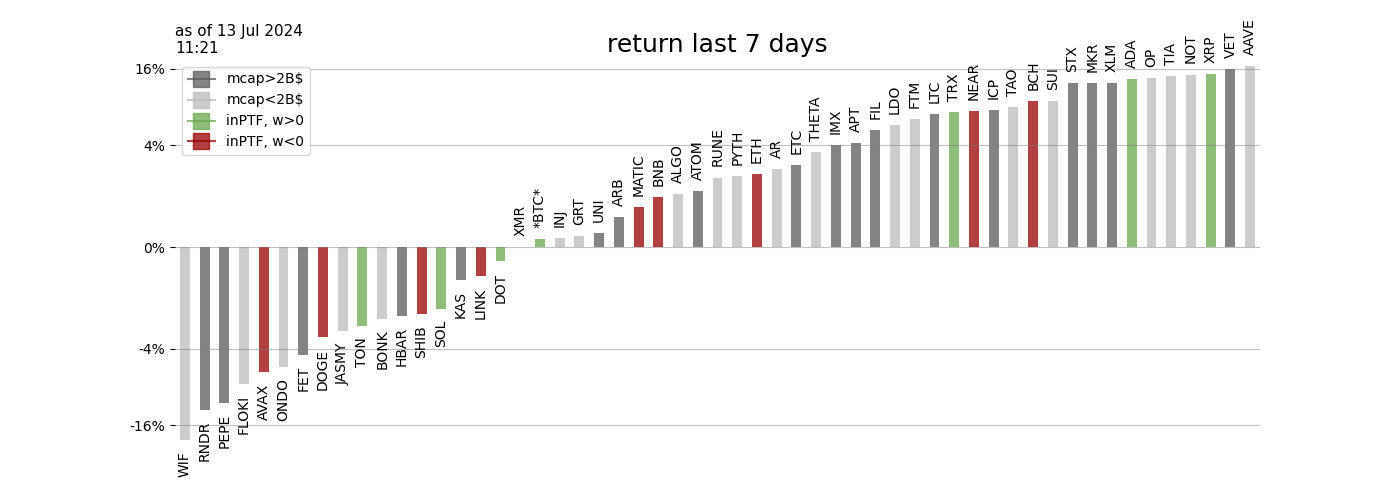 as of 13 Jul 2024
11:21
return last 7 days
mcap>2B$
mcap<2B$
inPTF, w>0
inPTF, w<0
16%
4%
0%
-4%
-16%
WIF
RNDR
PEPE
FLOKI
AVAX
ONDO
FET
DOGE
JASMY
TON
BONK
HBAR
SHIB
SOL
KAS
LINK
DOT
XMR
*BTC*
INJ
GRT
UNI
ARB
MATIC
BNB
ALGO
ATOM
RUNE
PYTH
ETH
AR
ETC
THETA
IMX
APT
FIL
LDO
FTM
LTC
TRX
NEAR
ICP
TAO
BCH
SUI
STX
MKR
XLM
ADA
OP
TIA
NOT
XRP
VET
AAVE